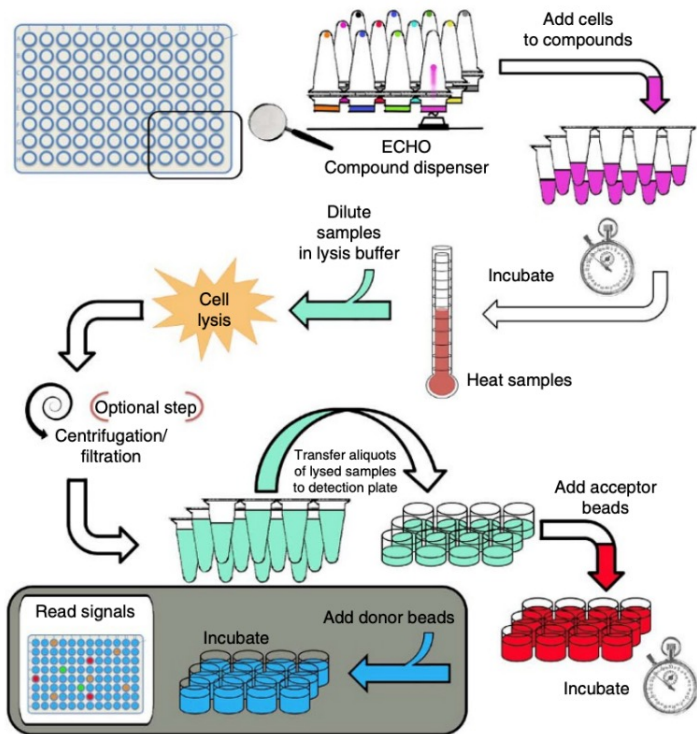 ECHO
Compound dispenser
Add cells
to compounds
Dilute
samples
in lysis buffer
Incubate
Cell
lysis
Heat samples
Optional step
Centrifugation/
filtration
Transfer aliquots
of lysed samples
to detection plate
Add acceptor
beads
Read signals
Incubate
Add donor beads
Incubate